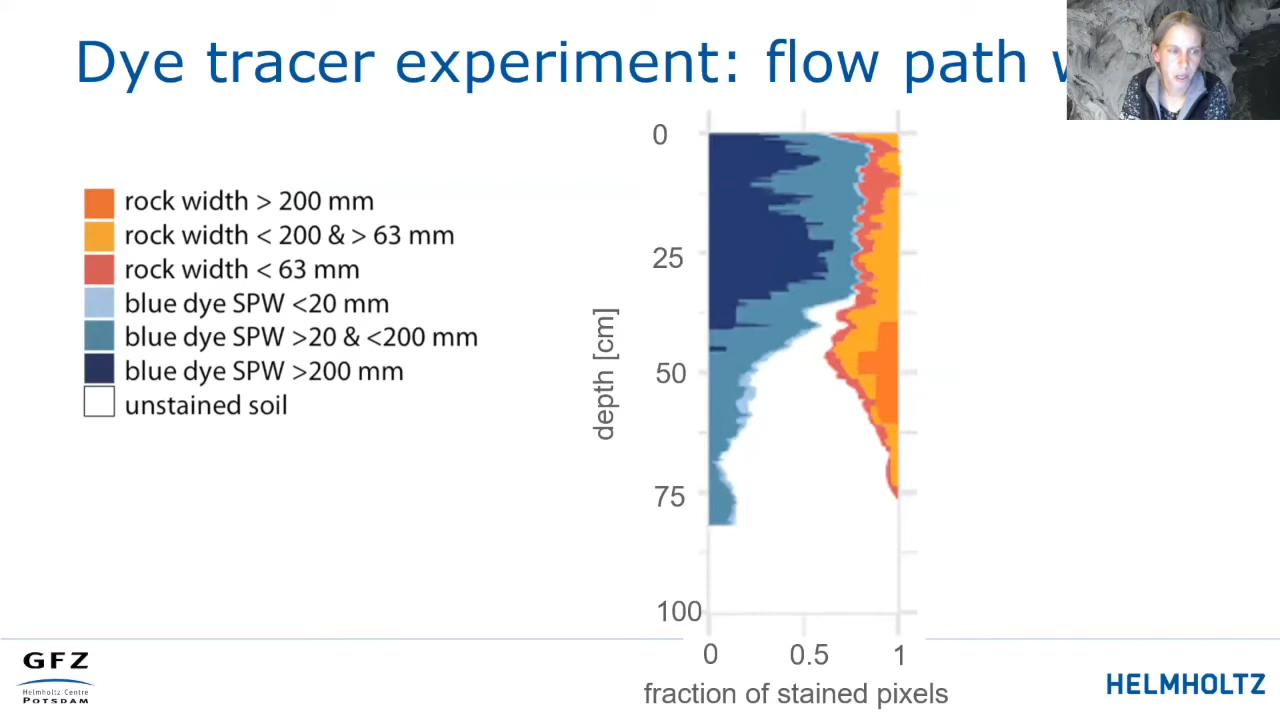 Dye tracer experiment: flow path
rock width > 200 mm
rock width < 200 & > 63 mm
rock width < 63 mm
blue dye SPW <20 mm
blue dye SPW >20 & <200 mm
blue dye SPW >200 mm
unstained soil
depth [cm]
0
25
50
75
100
0 0.5 1
fraction of stained pixels
GFZ
Helmholtz Centre
POTSDAM
HELMHOLTZ